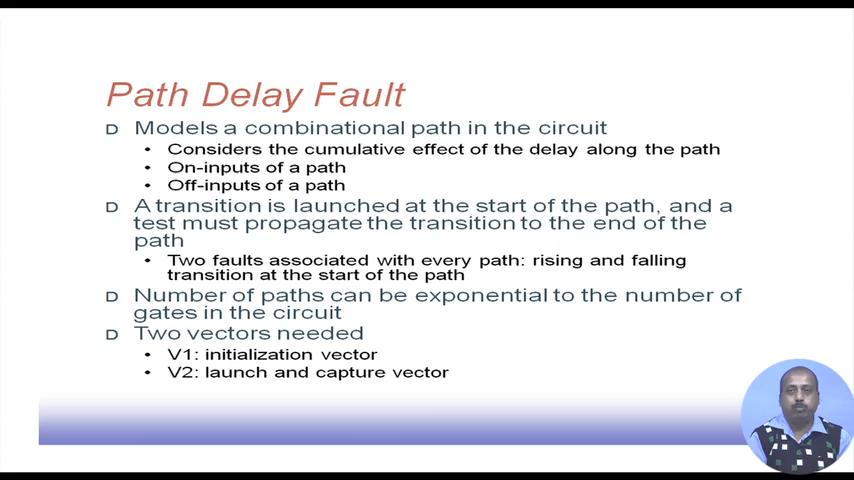 Path Delay Fault
D Models a combinational path in the circuit
• Considers the cumulative effect of the delay along the path
• On-inputs of a path
• Off-inputs of a path
D A transition is launched at the start of the path, and a
test must propagate the transition to the end of the
path
• Two faults associated with every path: rising and falling
transition at the start of the path
D Number of paths can be exponential to the number of
gates in the circuit
D Two vectors needed
• V1: initialization vector
• V2: launch and capture vector